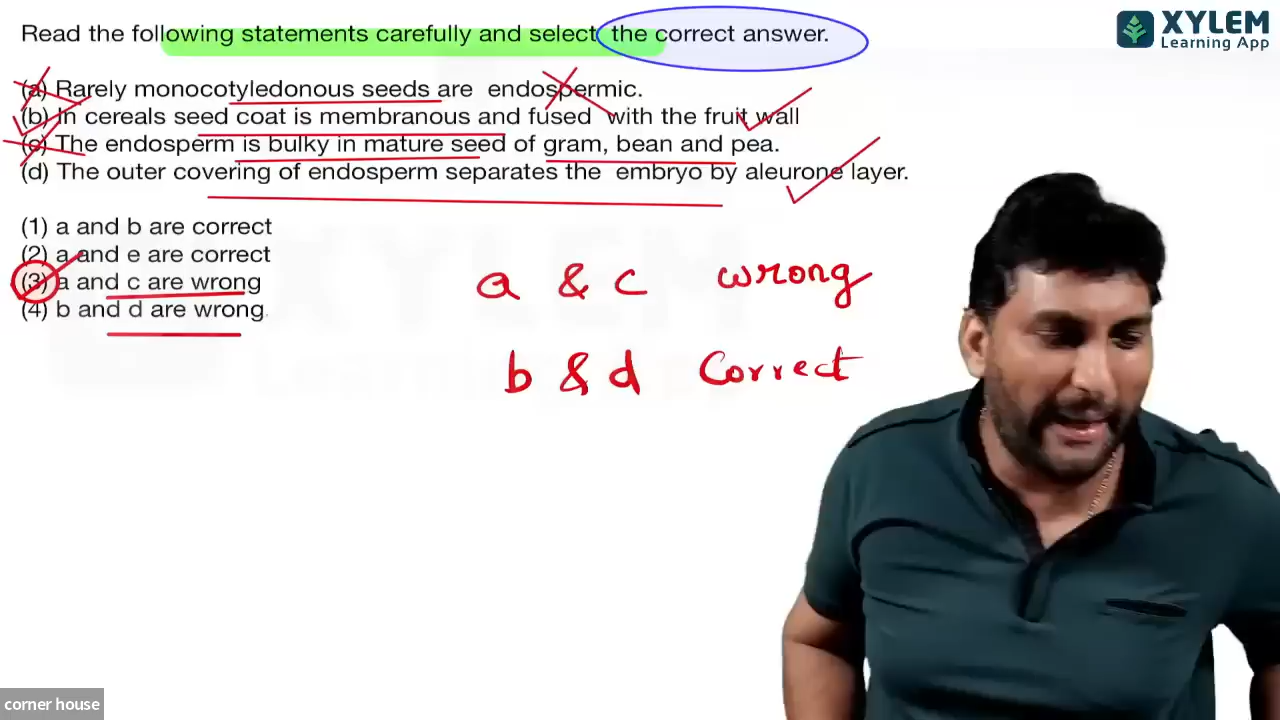 Read the following statements carefully and select the correct answer.
XYLEM
Learning App
(a) Rarely monocotyledonous seeds are endospermic.
(b) In cereals seed coat is membranous and fused with the fruit wall
(c) The endosperm is bulky in mature seed of gram, bean and pea.
(d) The outer covering of endosperm separates the embryo by aleurone layer.
(1) a and b are correct
(2) a and e are correct
(3) a and c are wrong
(4) b and d are wrong.
a & c wrong
b & d Correct
XYLEM
Learning App
corner house